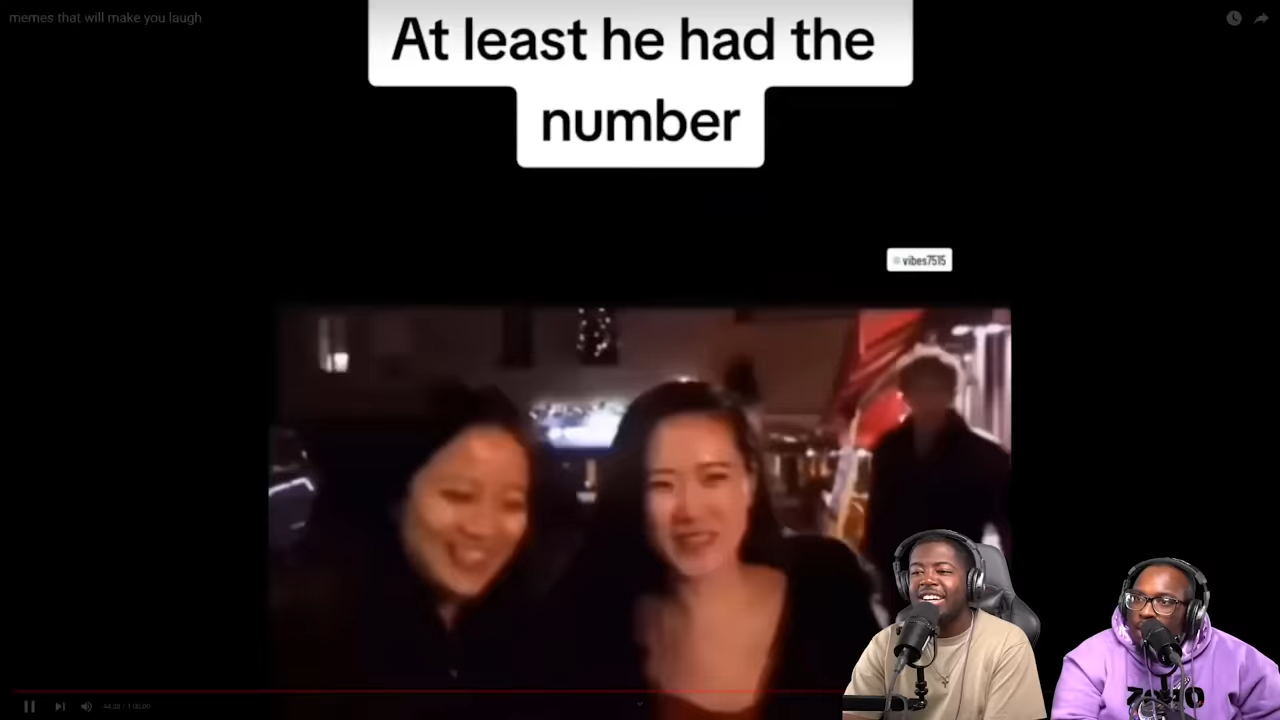 memes that will make you laugh
At least he had the
number
vibes7515